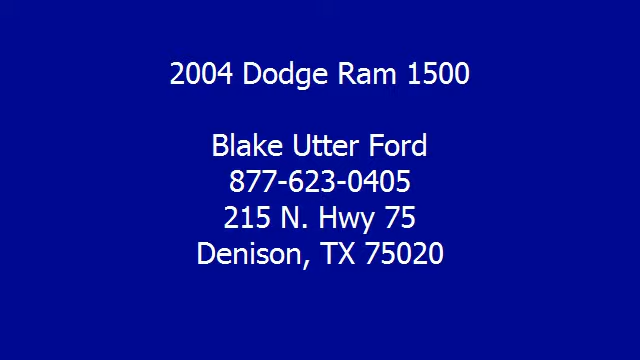 2004 Dodge Ram 1500
Blake Utter Ford
877-623-0405
215 N. Hwy 75
Denison, TX 75020